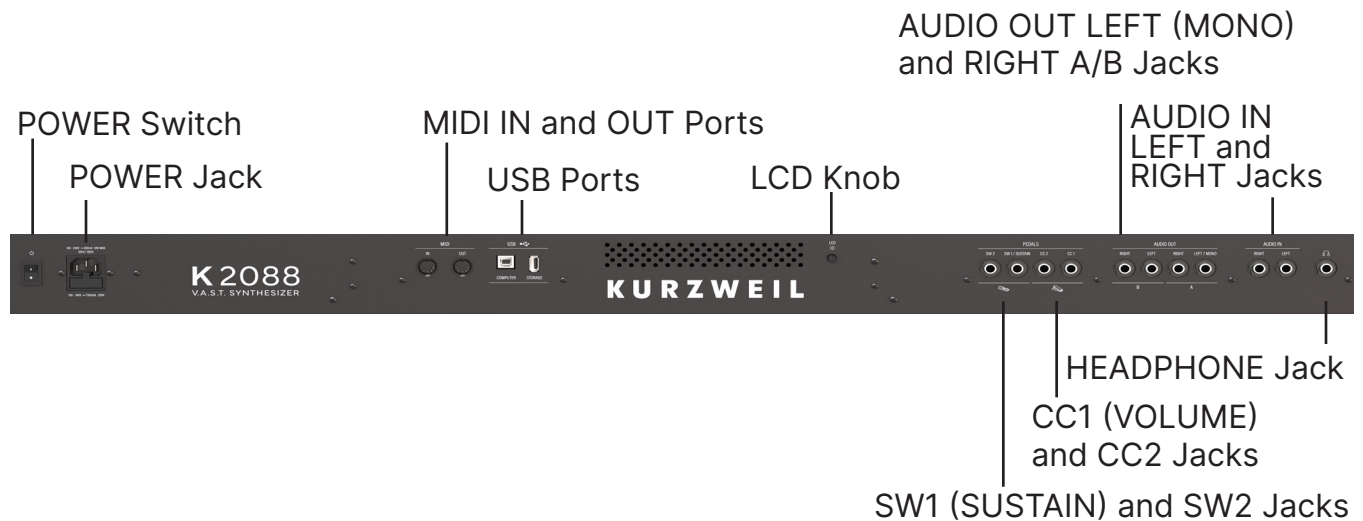 AUDIO OUT LEFT (MONO)
and RIGHT A/B Jacks
POWER Switch
MIDI IN and OUT Ports
AUDIO IN
LEFT and
RIGHT Jacks
POWER Jack
USB Ports
LCD Knob
MIDI
USB
LCD
PEDALS
AUDIO OUT
AUDIO IN
IN
OUT
SW 2
SW 1 / SUSTAIN
CC 2
CC 1
RIGHT
LEFT
RIGHT
LEFT / MONO
RIGHT
LEFT
K2088
V.A.S.T. SYNTHESIZER
COMPUTER
STORAGE
KURZWEIL
B
A
HEADPHONE Jack
CC1 (VOLUME)
and CC2 Jacks
SW1 (SUSTAIN) and SW2 Jacks